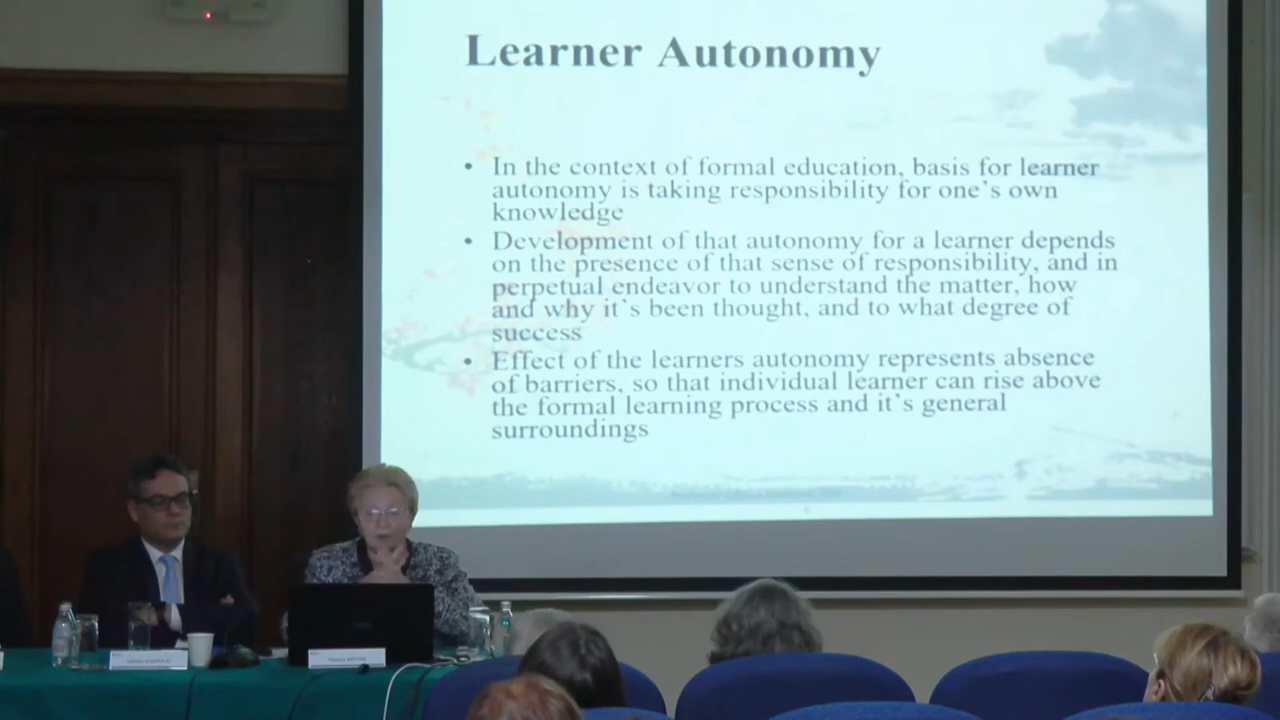 Learner Autonomy
• In the context of formal education, basis for learner
autonomy is taking responsibility for one's own
knowledge
• Development of that autonomy for a learner depends
on the presence of that sense of responsibility, and in
perpetual endeavor to understand the matter, how
and why it's been thought, and to what degree of
success
• Effect of the learners autonomy represents absence
of barriers, so that individual learner can rise above
the formal learning process and it's general
surroundings